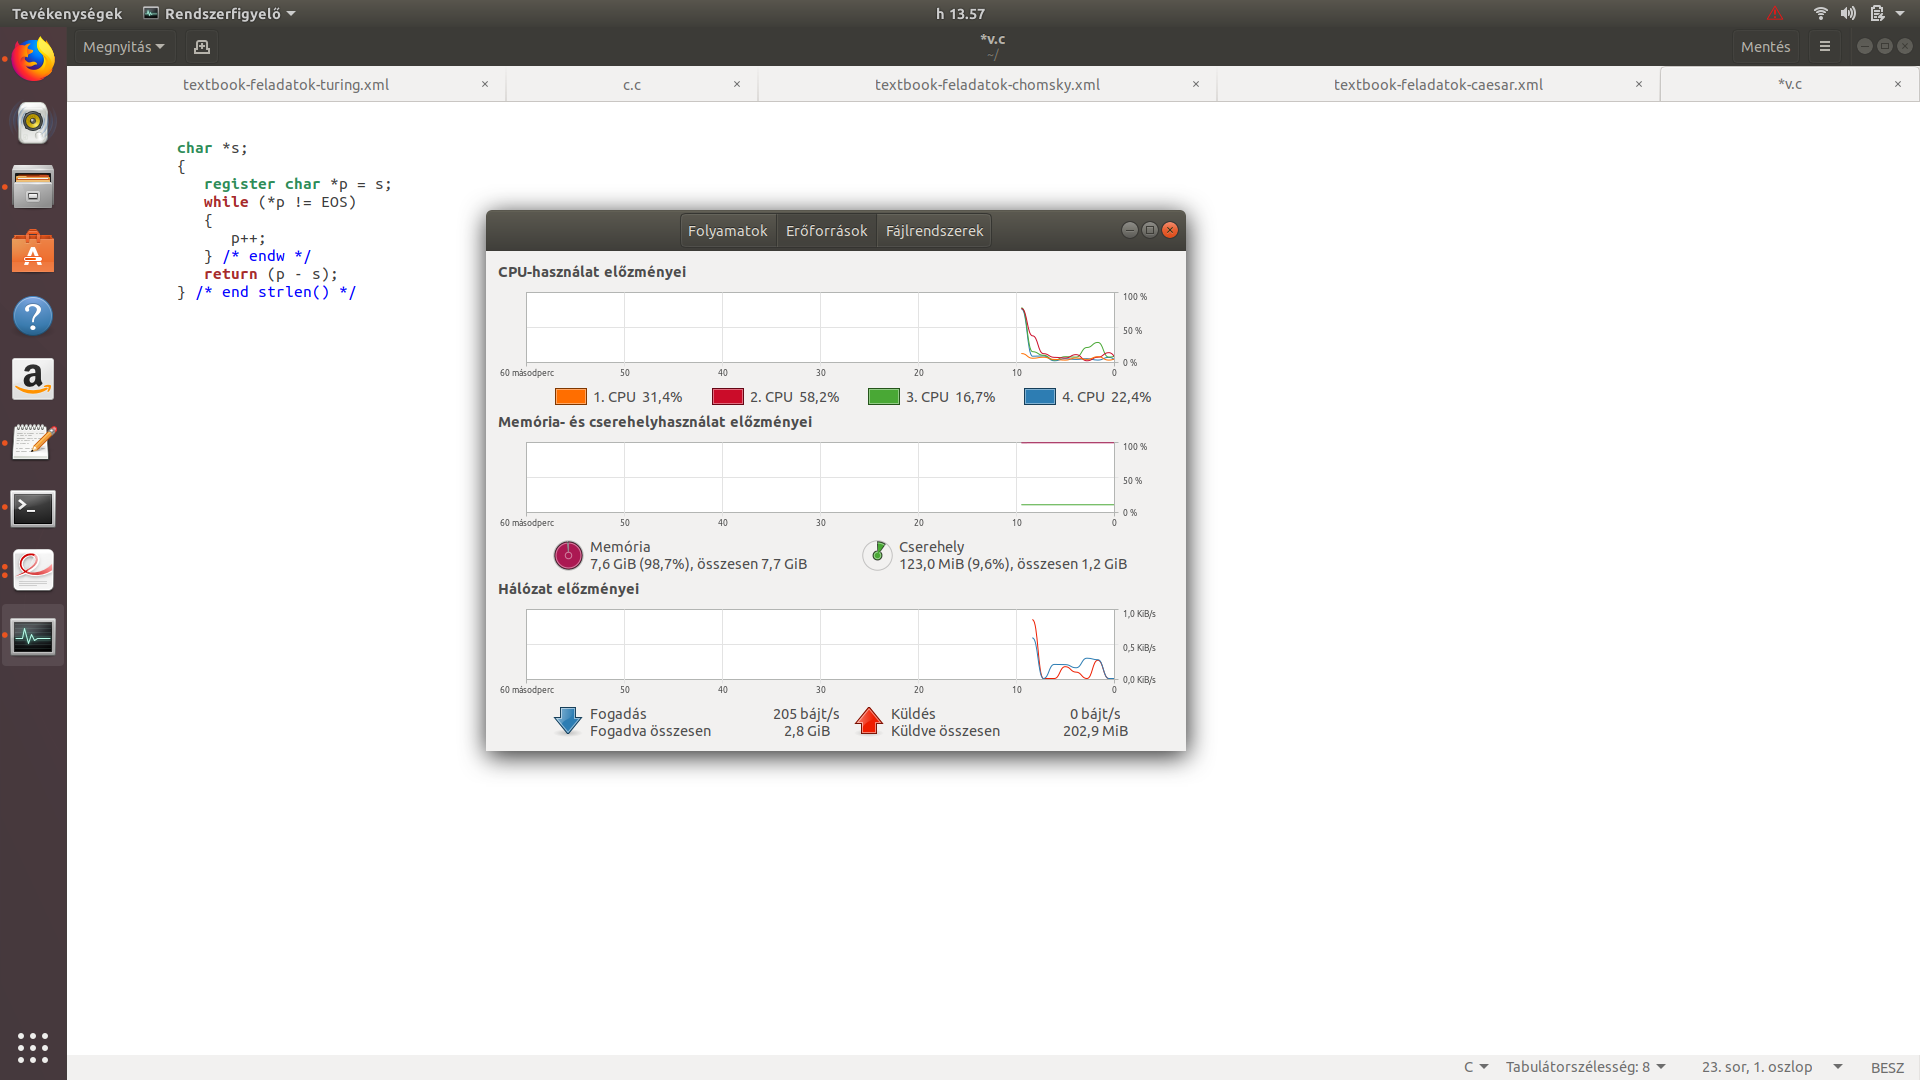 Tevékenységek Rendszerfigyelő h 13.57
Megnyitás *v.c Mentés
~/
textbook-feladatok-turing.xml × c.c × textbook-feladatok-chomsky.xml × textbook-feladatok-caesar.xml × *v.c ×
char *s;
{
register char *p = s;
while (*p != EOS)
{
p++;
} /* endw */
return (p - s);
} /* end strlen() */
Folyamatok Erőforrások Fájlrendszerek
CPU-használat előzményei
100 %
50 %
0 %
60 másodperc 50 40 30 20 10 0
1. CPU 31,4% 2. CPU 58,2% 3. CPU 16,7% 4. CPU 22,4%
Memória- és cserehelyhasználat előzményei
100 %
50 %
0 %
60 másodperc 50 40 30 20 10 0
Memória Cserehely
7,6 GiB (98,7%), összesen 7,7 GiB 123,0 MiB (9,6%), összesen 1,2 GiB
Hálózat előzményei
1,0 KiB/s
0,5 KiB/s
0,0 KiB/s
60 másodperc 50 40 30 20 10 0
Fogadás 205 bájt/s Küldés 0 bájt/s
Fogadva összesen 2,8 GiB Küldve összesen 202,9 MiB
C Tabulátorszélesség: 8 23. sor, 1. oszlop BESZ